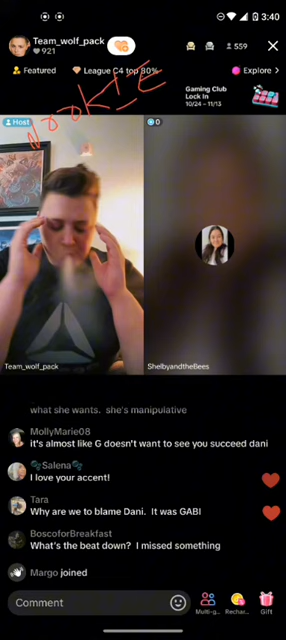 3:40
Team_wolf_pack
921
559
Featured
League C4 top 80%
Explore >
NOOKIE
Gaming Club
Lock In
10/24 - 11/13
Host
0
Team_wolf_pack
ShelbyandtheBees
what she wants. she's manipulative
MollyMarie08
it's almost like G doesn't want to see you succeed dani
Salena
I love your accent!
Tara
Why are we to blame Dani. It was GABI
BoscoforBreakfast
What's the beat down? I missed something
Margo joined
Comment
Multi-g...
Rechar...
Gift